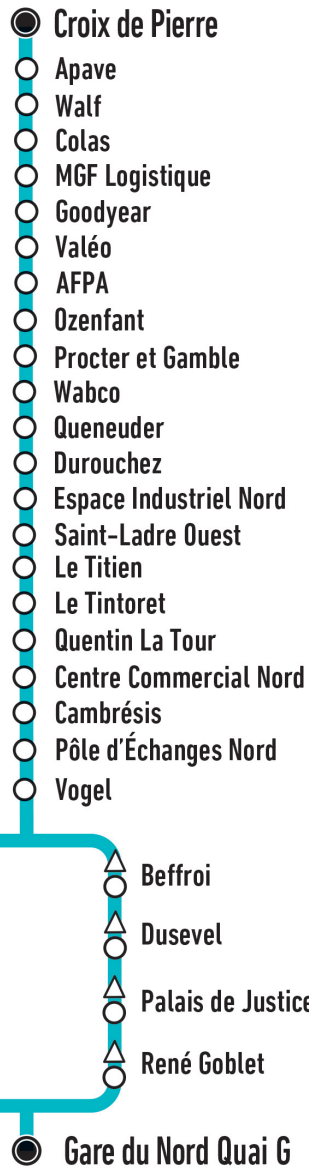 Croix de Pierre
Apave
Walf
Colas
MGF Logistique
Goodyear
Valéo
AFPA
Ozenfant
Procter et Gamble
Wabco
Queneuder
Durouchez
Espace Industriel Nord
Saint-Ladre Ouest
Le Titien
Le Tintoret
Quentin La Tour
Centre Commercial Nord
Cambrésis
Pôle d'Échanges Nord
Vogel
Beffroi
Dusevel
Palais de Justice
René Goblet
Gare du Nord Quai G